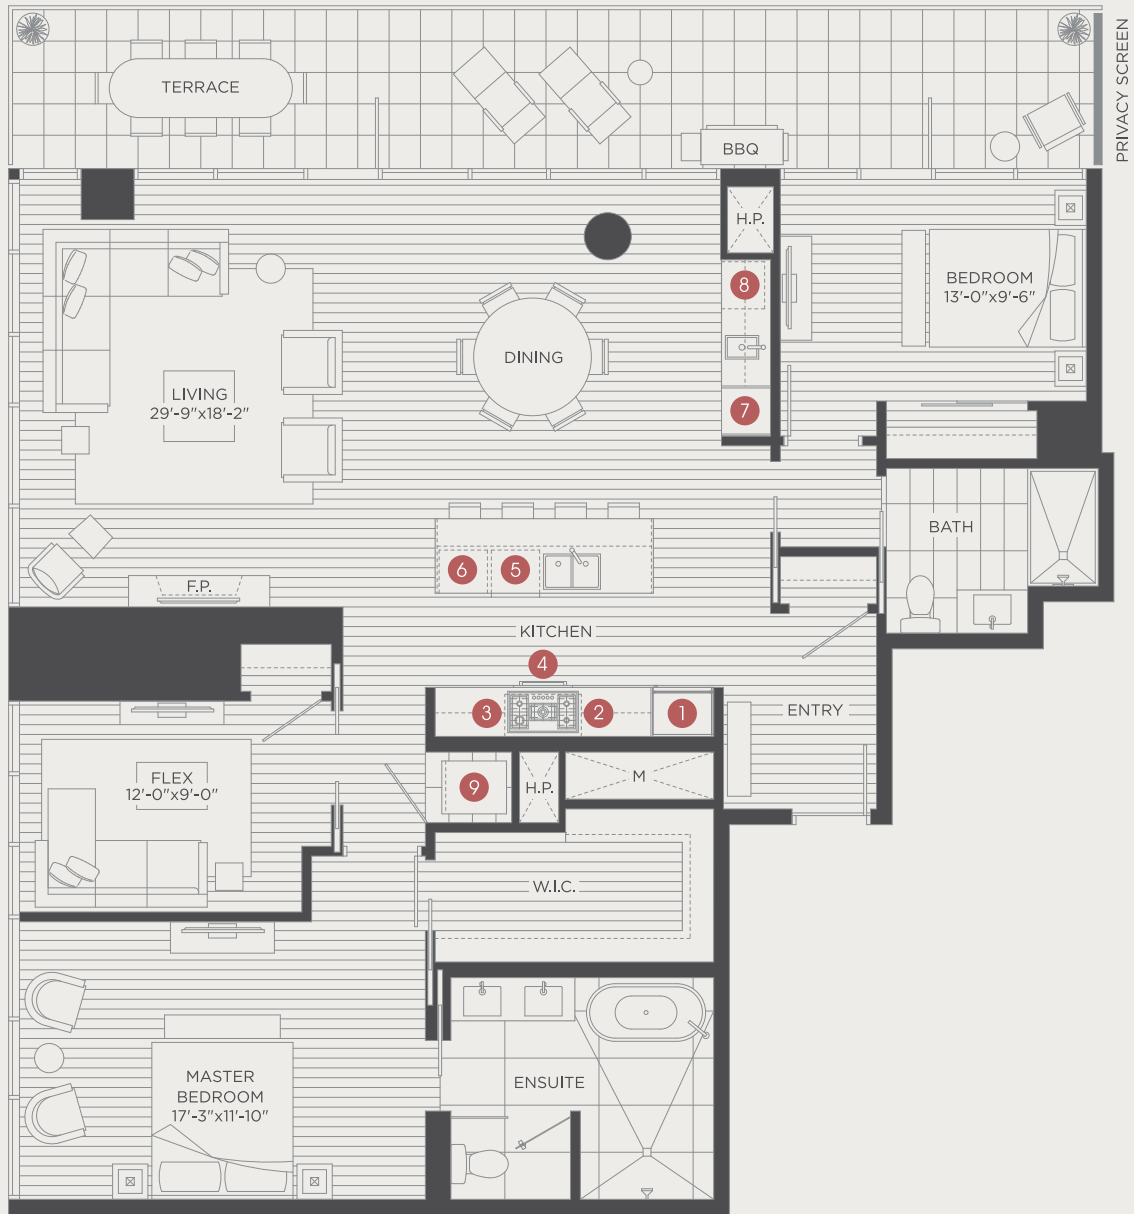 PRIVACY SCREEN
TERRACE
BBQ
H.P.
8
BEDROOM
13'-0"x9'-6"
DINING
LIVING
29'-9"x18'-2"
7
BATH
6
5
F.P.
KITCHEN
4
3
2
1
ENTRY
FLEX
12'-0"x9'-0"
9
H.P.
M
W.I.C.
MASTER
BEDROOM
17'-3"x11'-10"
ENSUITE